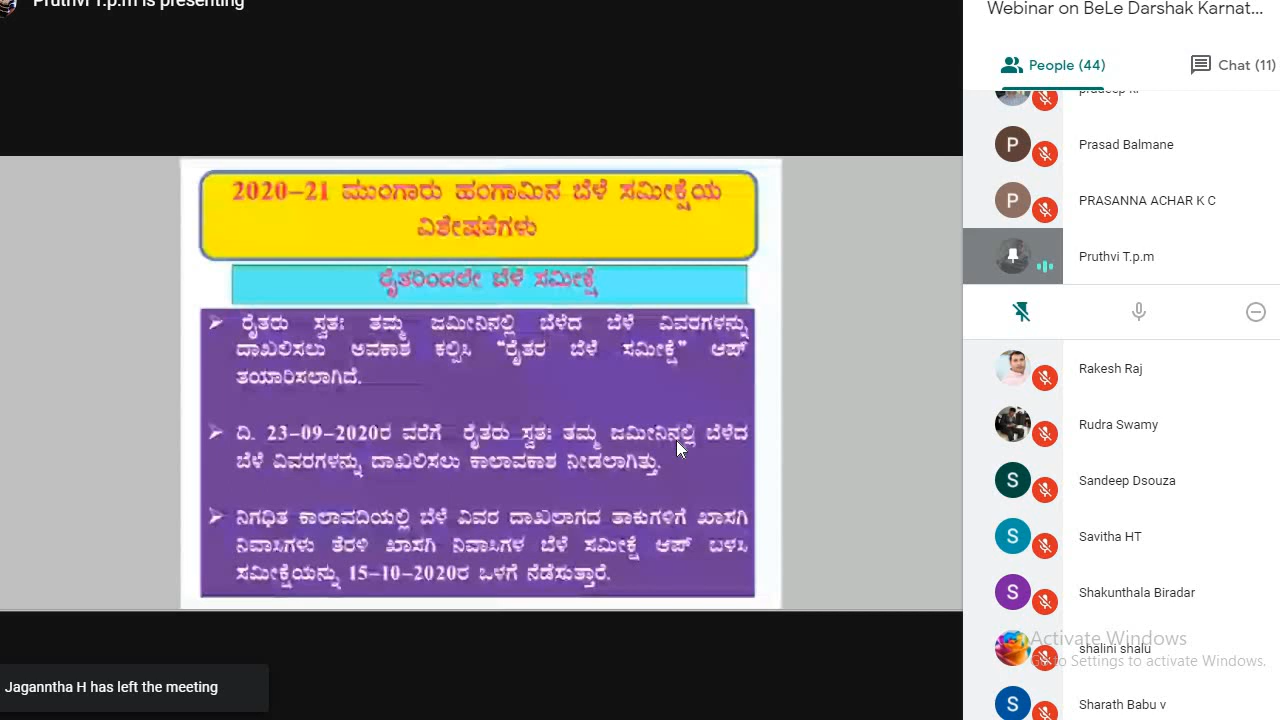 Pruthvi T.p.m is presenting
Webinar on BeLe Darshak Karnat...
People (44)
Chat (11)
2020-21 ಮುಂಗಾರು ಹಂಗಾಮಿನ ಬೆಳೆ ಸಮೀಕ್ಷೆಯ
ವಿಶೇಷತೆಗಳು
ರೈತರಿಂದಲೇ ಬೆಳೆ ಸಮೀಕ್ಷೆ
➢ ರೈತರು ಸ್ವತಃ ತಮ್ಮ ಜಮೀನಿನಲ್ಲಿ ಬೆಳೆದ ಬೆಳೆ ವಿವರಗಳನ್ನು
ದಾಖಲಿಸಲು ಅವಕಾಶ ಕಲ್ಪಿಸಿ “ರೈತರ ಬೆಳೆ ಸಮೀಕ್ಷೆ” ಆಪ್
ತಯಾರಿಸಲಾಗಿದೆ.
➢ ದಿ. 23-09-2020ರ ವರೆಗೆ ರೈತರು ಸ್ವತಃ ತಮ್ಮ ಜಮೀನಿನಲ್ಲಿ ಬೆಳೆದ
ಬೆಳೆ ವಿವರಗಳನ್ನು ದಾಖಲಿಸಲು ಕಾಲಾವಕಾಶ ನೀಡಲಾಗಿತ್ತು.
➢ ನಿಗಧಿತ ಕಾಲಾವದಿಯಲ್ಲಿ ಬೆಳೆ ವಿವರ ದಾಖಲಾಗದ ತಾಕುಗಳಿಗೆ ಖಾಸಗಿ
ನಿವಾಸಿಗಳು ತೆರಳಿ ಖಾಸಗಿ ನಿವಾಸಿಗಳ ಬೆಳೆ ಸಮೀಕ್ಷೆ ಆಪ್ ಬಳಸಿ
ಸಮೀಕ್ಷೆಯನ್ನು 15-10-2020ರ ಒಳಗೆ ನೆಡೆಸುತ್ತಾರೆ.
P Prasad Balmane
P PRASANNA ACHAR K C
Pruthvi T.p.m
Rakesh Raj
Rudra Swamy
S Sandeep Dsouza
S Savitha HT
S Shakunthala Biradar
Activate Windows
shalini shalu
Go to Settings to activate Windows.
S Sharath Babu v
Jaganntha H has left the meeting